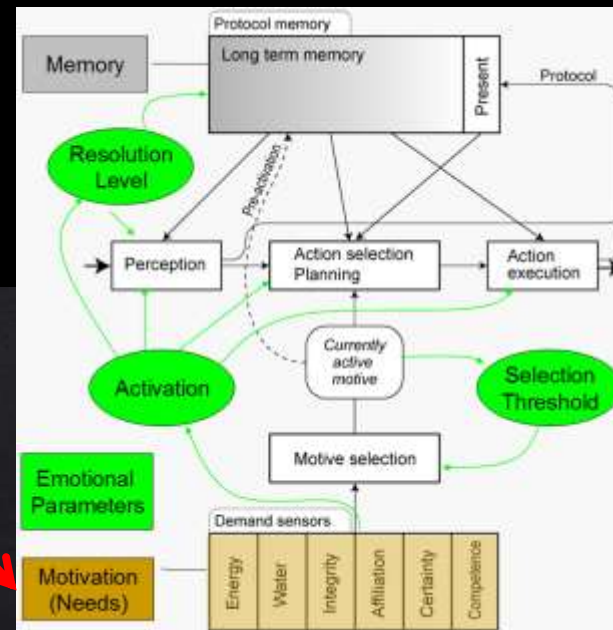 Protocol memory
Memory
Long term memory
Present
Protocol
Resolution
Level
Pre-activation
Perception
Action selection
Planning
Action
execution
Currently
active
motive
Activation
Selection
Threshold
Motive selection
Emotional
Parameters
Demand sensors
Motivation
(Needs)
Energy
Water
Integrity
Affiliation
Certainty
Competence